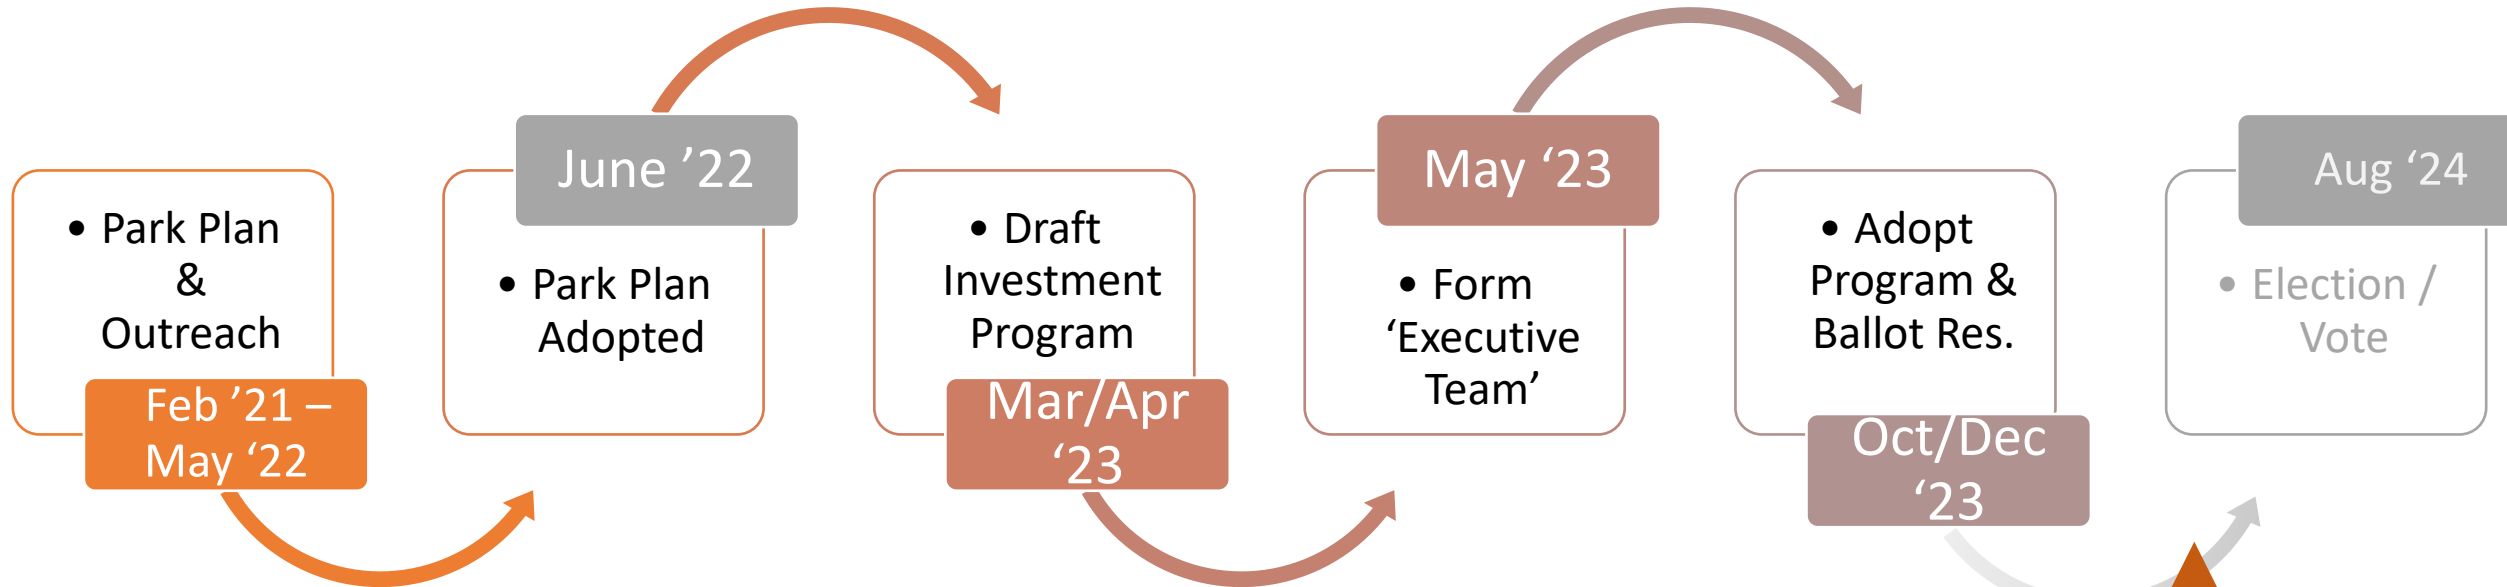 • Park Plan
&
Outreach
Feb ’21 –
May ‘22
June ’22
• Park Plan
Adopted
• Draft
Investment
Program
Mar/Apr
‘23
May ‘23
• Form
‘Executive
Team’
• Adopt
Program &
Ballot Res.
Oct/Dec
‘23
Aug ‘24
• Election /
Vote